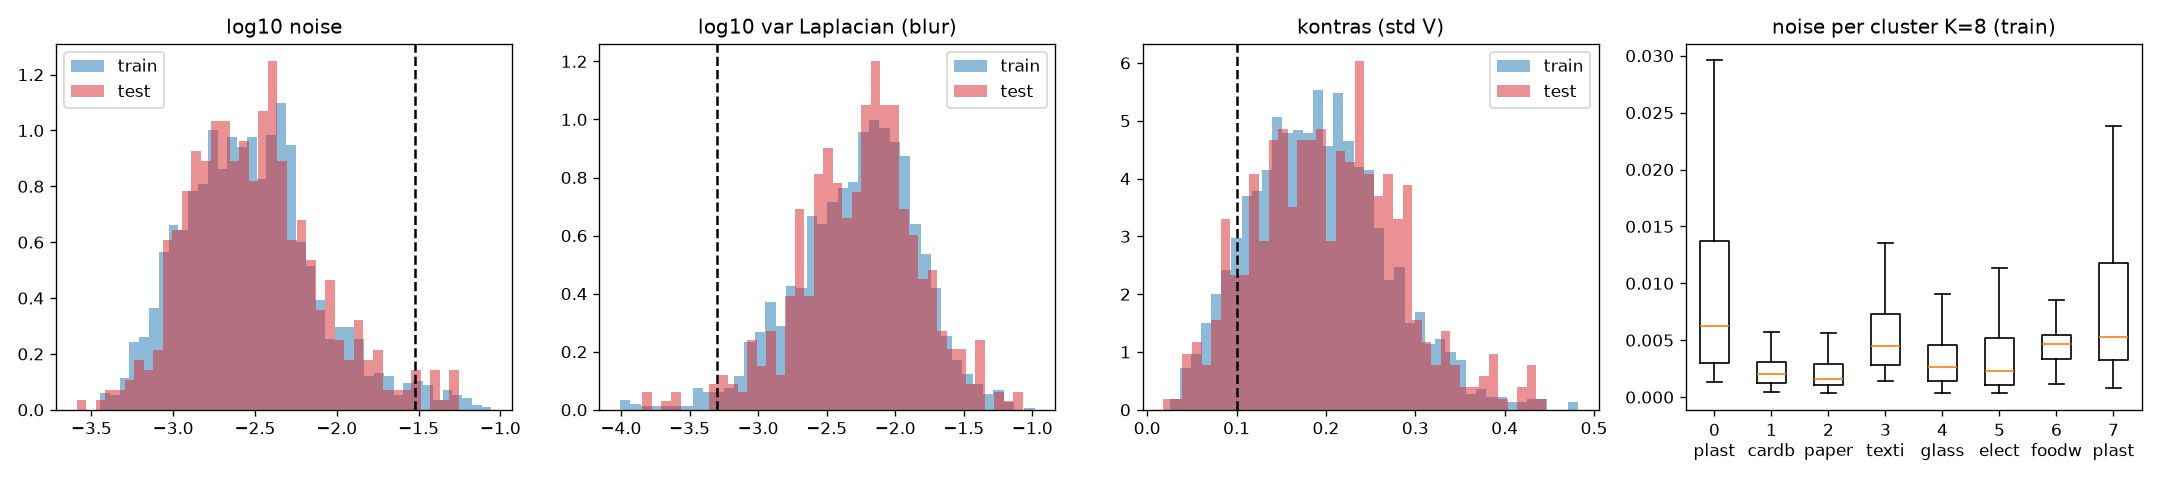 log10 noise
train
test
1.2
1.0
0.8
0.6
0.4
0.2
0.0
−3.5 −3.0 −2.5 −2.0 −1.5 −1.0
log10 var Laplacian (blur)
train
test
1.2
1.0
0.8
0.6
0.4
0.2
0.0
−4.0 −3.5 −3.0 −2.5 −2.0 −1.5 −1.0
kontras (std V)
train
test
6
5
4
3
2
1
0
0.0 0.1 0.2 0.3 0.4 0.5
noise per cluster K=8 (train)
0.030
0.025
0.020
0.015
0.010
0.005
0.000
0 1 2 3 4 5 6 7
plast cardb paper texti glass elect foodw plast